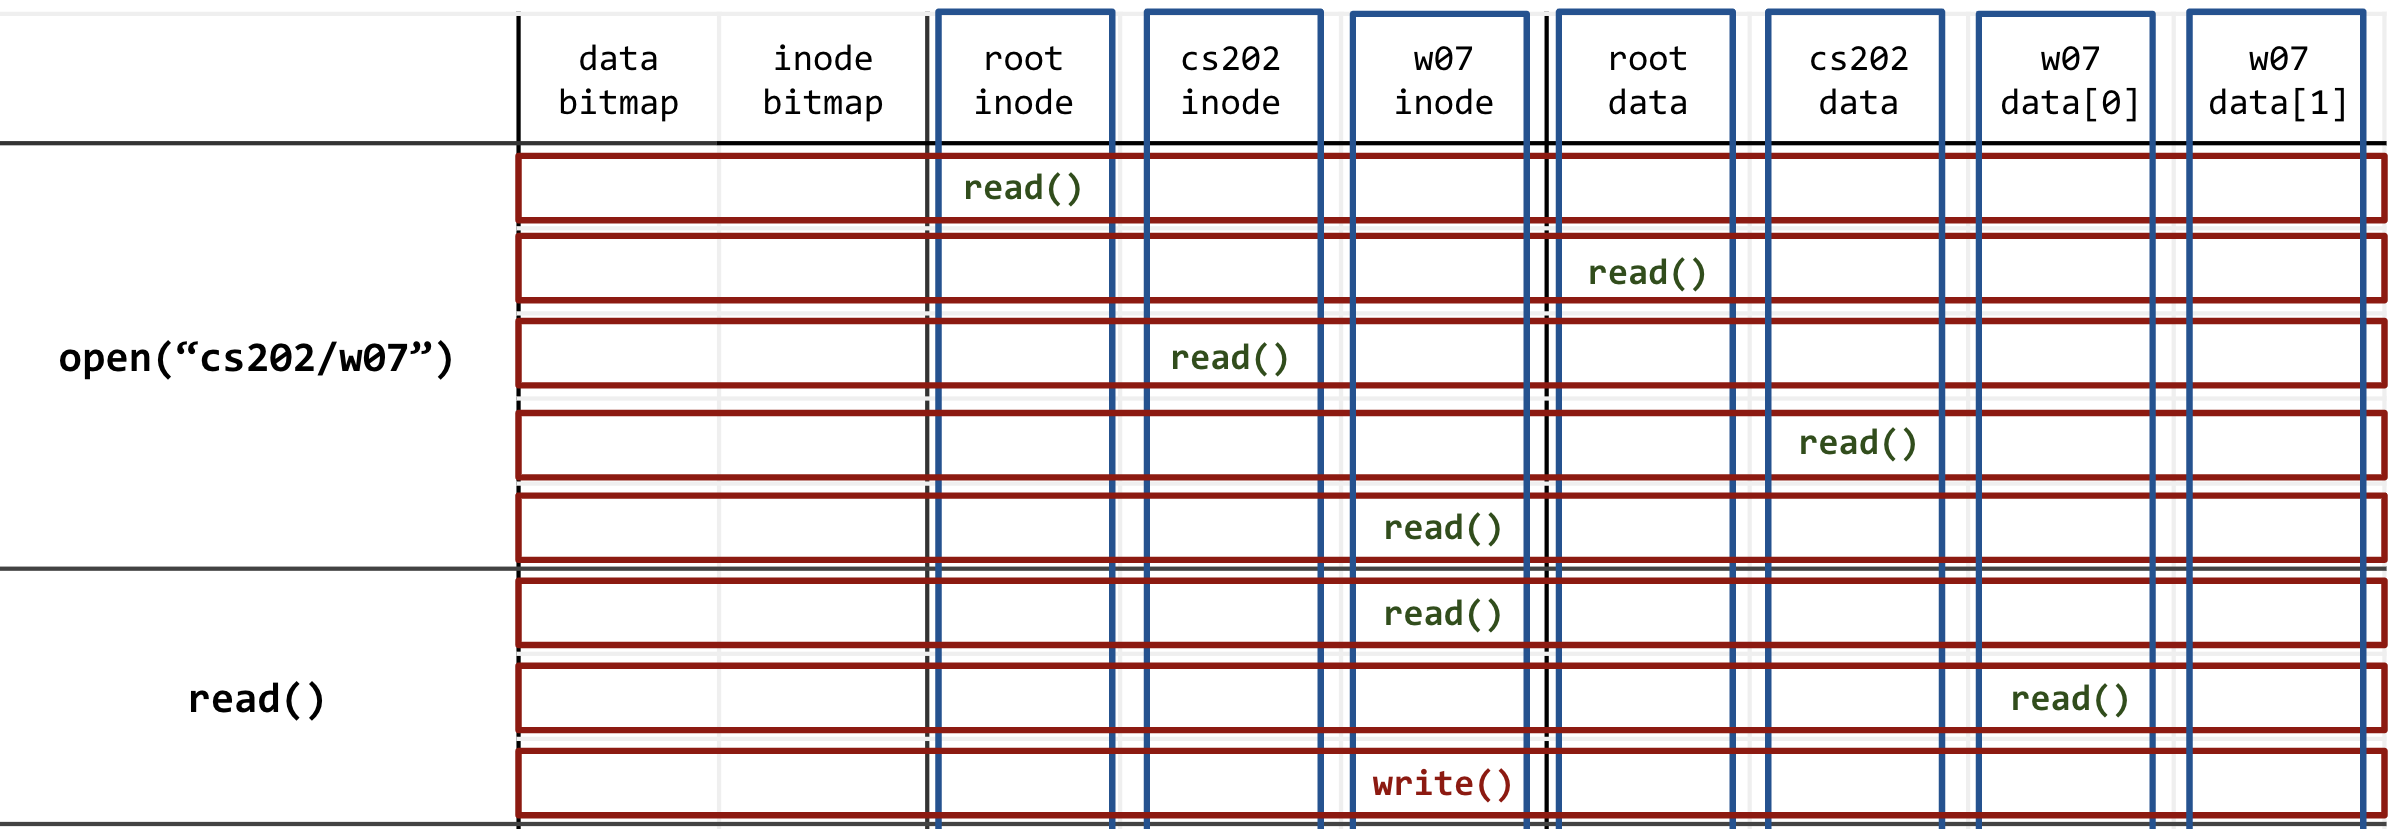 data bitmap
inode bitmap
root inode
cs202 inode
w07 inode
root data
cs202 data
w07 data[0]
w07 data[1]
open(“cs202/w07”)
read()
read()
read()
read()
read()
read()
read()
read()
write()